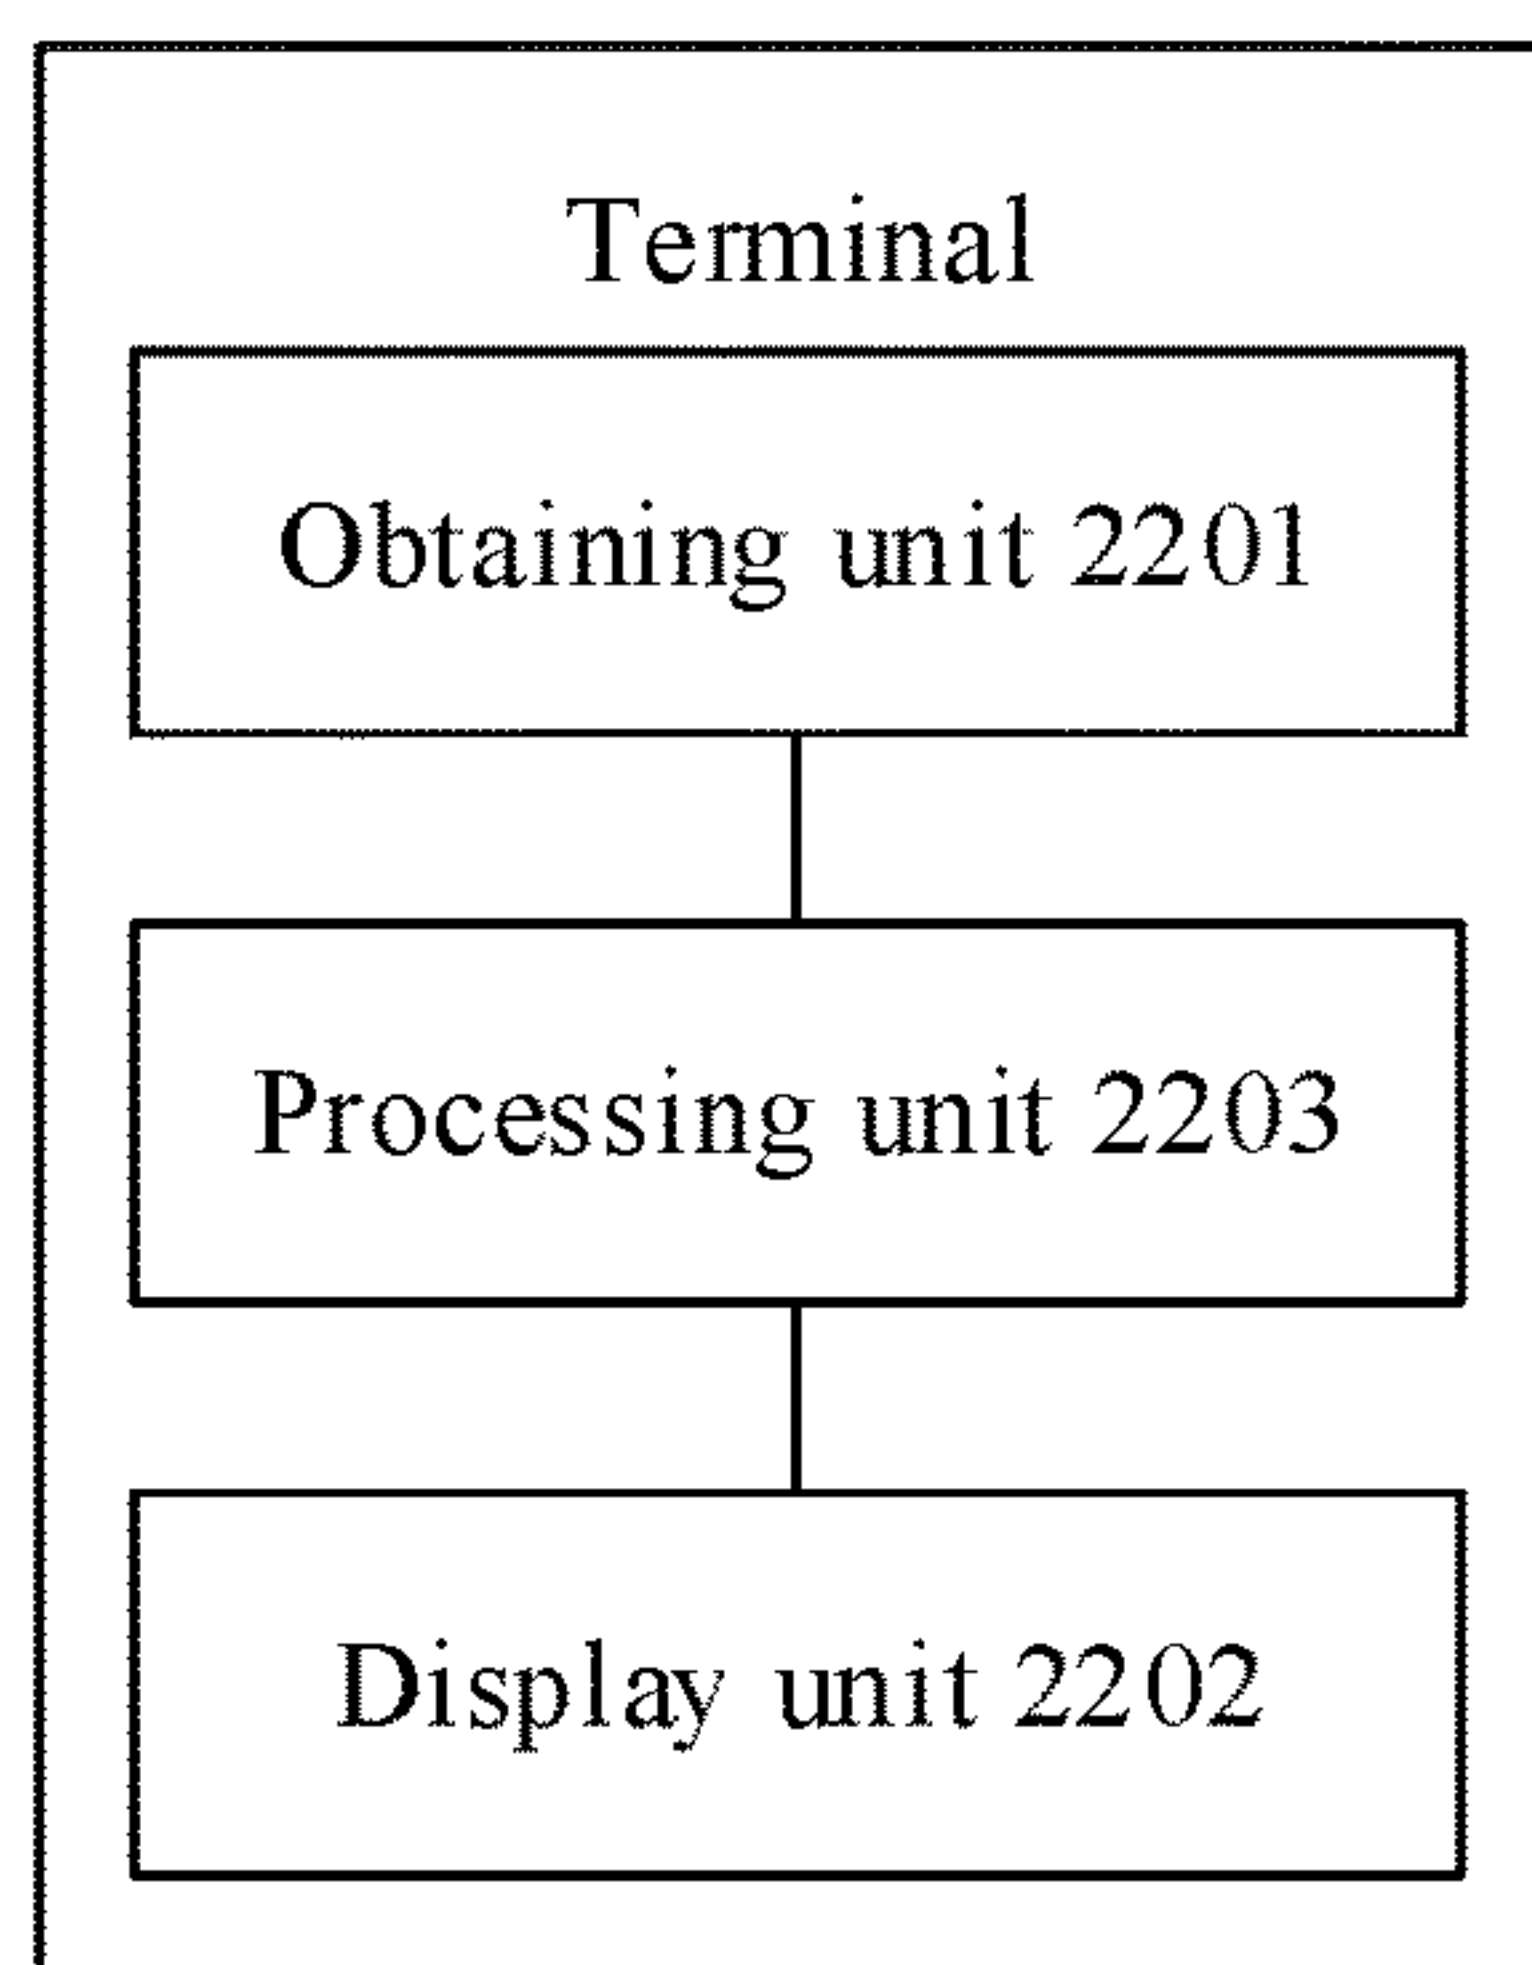 Terminal
Obtaining unit 2201
Processing unit 2203
Display unit 2202